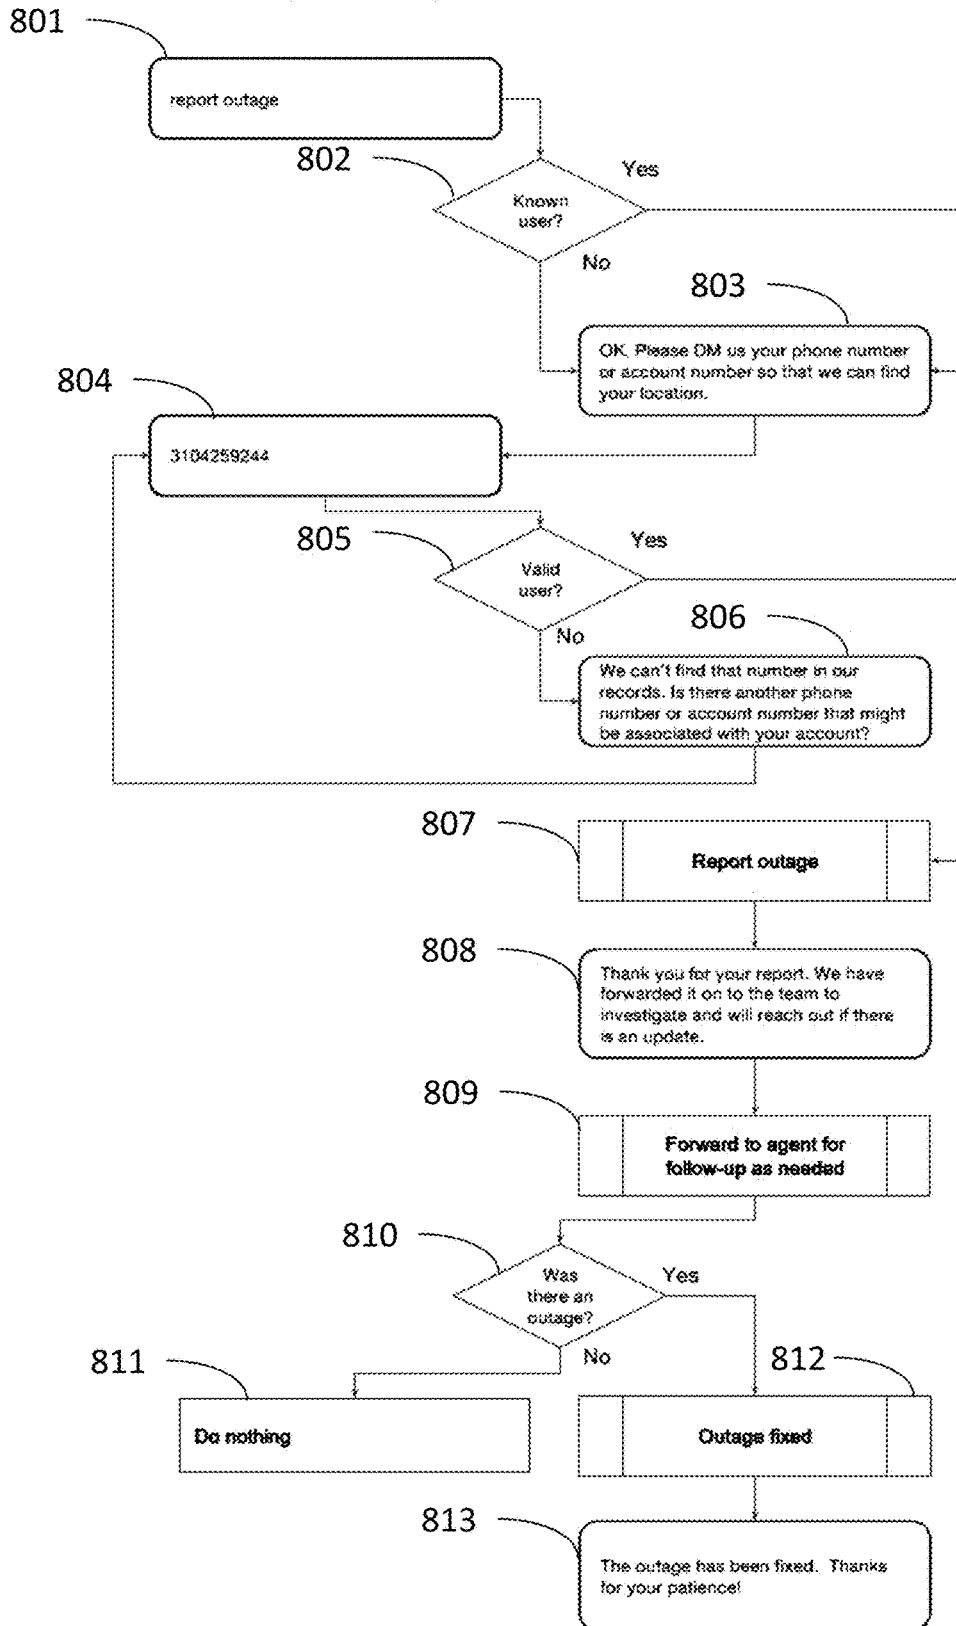 801
report outage
802
Yes
Known
user?
No
803
OK. Please DM us your phone number
or account number so that we can find
your location.
804
3104259244
805
Yes
Valid
user?
No
806
We can't find that number in our
records. Is there another phone
number or account number that might
be associated with your account?
807
Report outage
808
Thank you for your report. We have
forwarded it on to the team to
investigate and will reach out if there
is an update.
809
Forward to agent for
follow-up as needed
810
Was
there an
outage?
Yes
No
811
812
Do nothing
Outage fixed
813
The outage has been fixed. Thanks
for your patience!